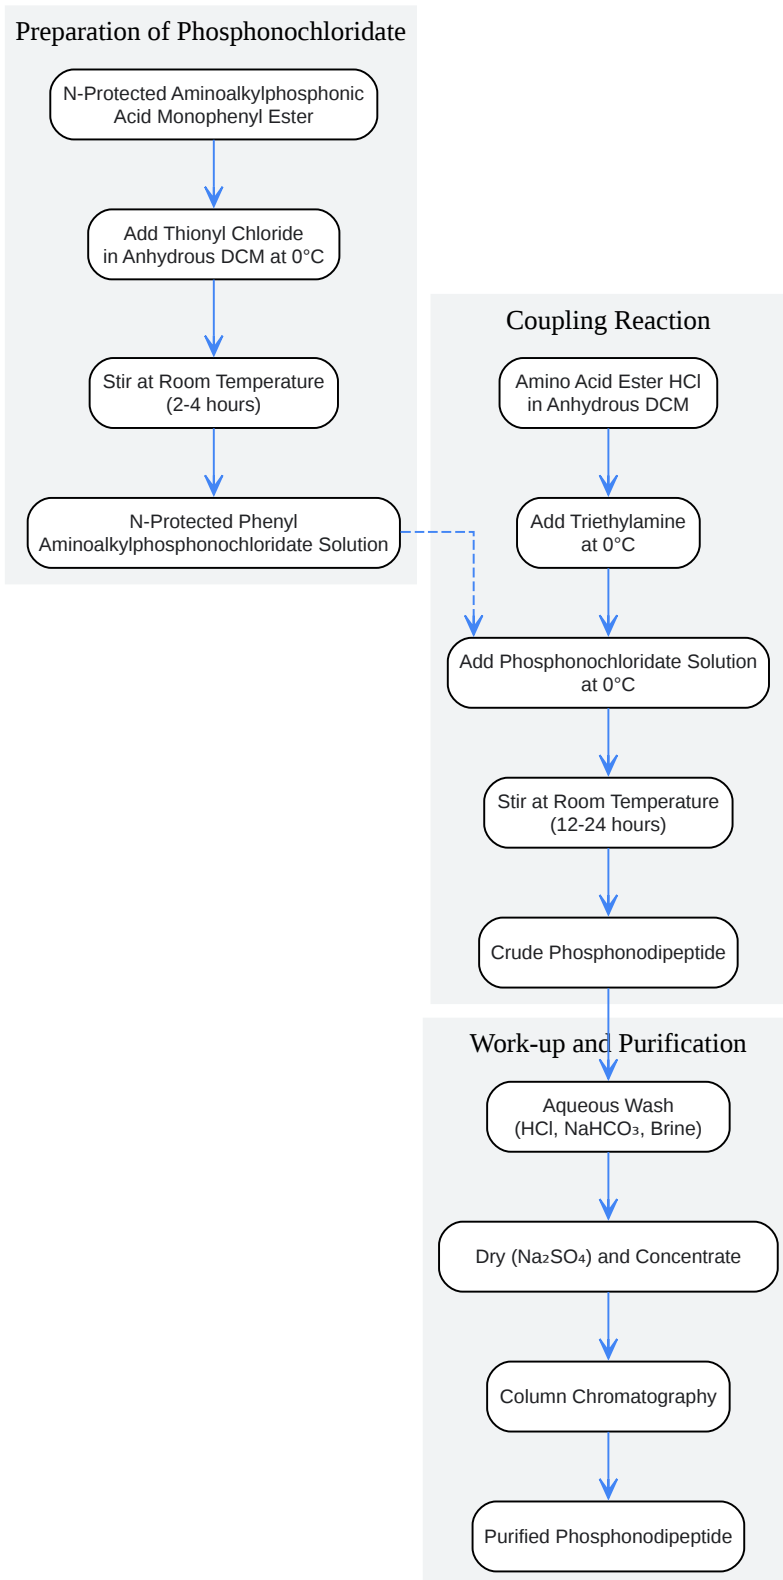 Preparation of Phosphonochloridate
N-Protected Aminoalkylphosphonic
Acid Monophenyl Ester
Add Thionyl Chloride
in Anhydrous DCM at 0°C
Stir at Room Temperature
(2-4 hours)
N-Protected Phenyl
Aminoalkylphosphonochloridate Solution
Coupling Reaction
Amino Acid Ester HCl
in Anhydrous DCM
Add Triethylamine
at 0°C
Add Phosphonochloridate Solution
at 0°C
Stir at Room Temperature
(12-24 hours)
Crude Phosphonodipeptide
Work-up and Purification
Aqueous Wash
(HCl, NaHCO₃, Brine)
Dry (Na₂SO₄) and Concentrate
Column Chromatography
Purified Phosphonodipeptide